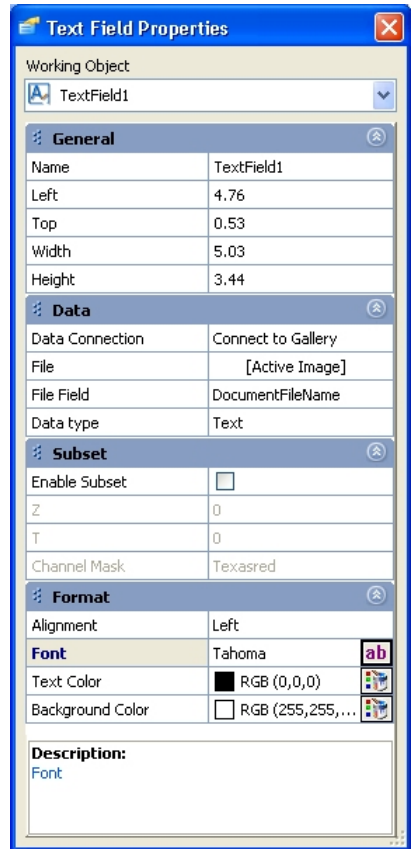 Text Field Properties
Working Object
TextField1
General
Name TextField1
Left 4.76
Top 0.53
Width 5.03
Height 3.44
Data
Data Connection Connect to Gallery
File [Active Image]
File Field DocumentFileName
Data type Text
Subset
Enable Subset
Z 0
T 0
Channel Mask Texasred
Format
Alignment Left
Font Tahoma ab
Text Color RGB (0,0,0)
Background Color RGB (255,255,...
Description:
Font